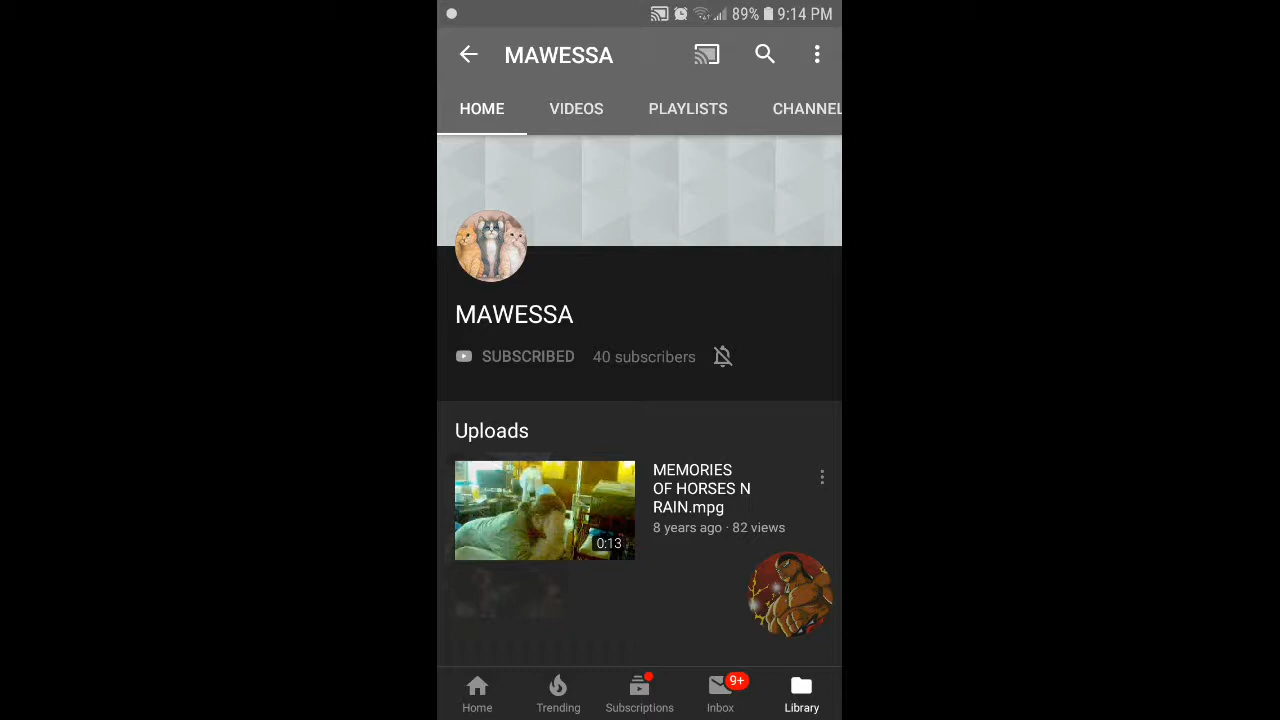 89% 9:14 PM
MAWESSA
HOME VIDEOS PLAYLISTS CHANNEL
MAWESSA
SUBSCRIBED 40 subscribers
Uploads
MEMORIES
OF HORSES N
RAIN.mpg
8 years ago · 82 views
0:13
9+
Home Trending Subscriptions Inbox Library